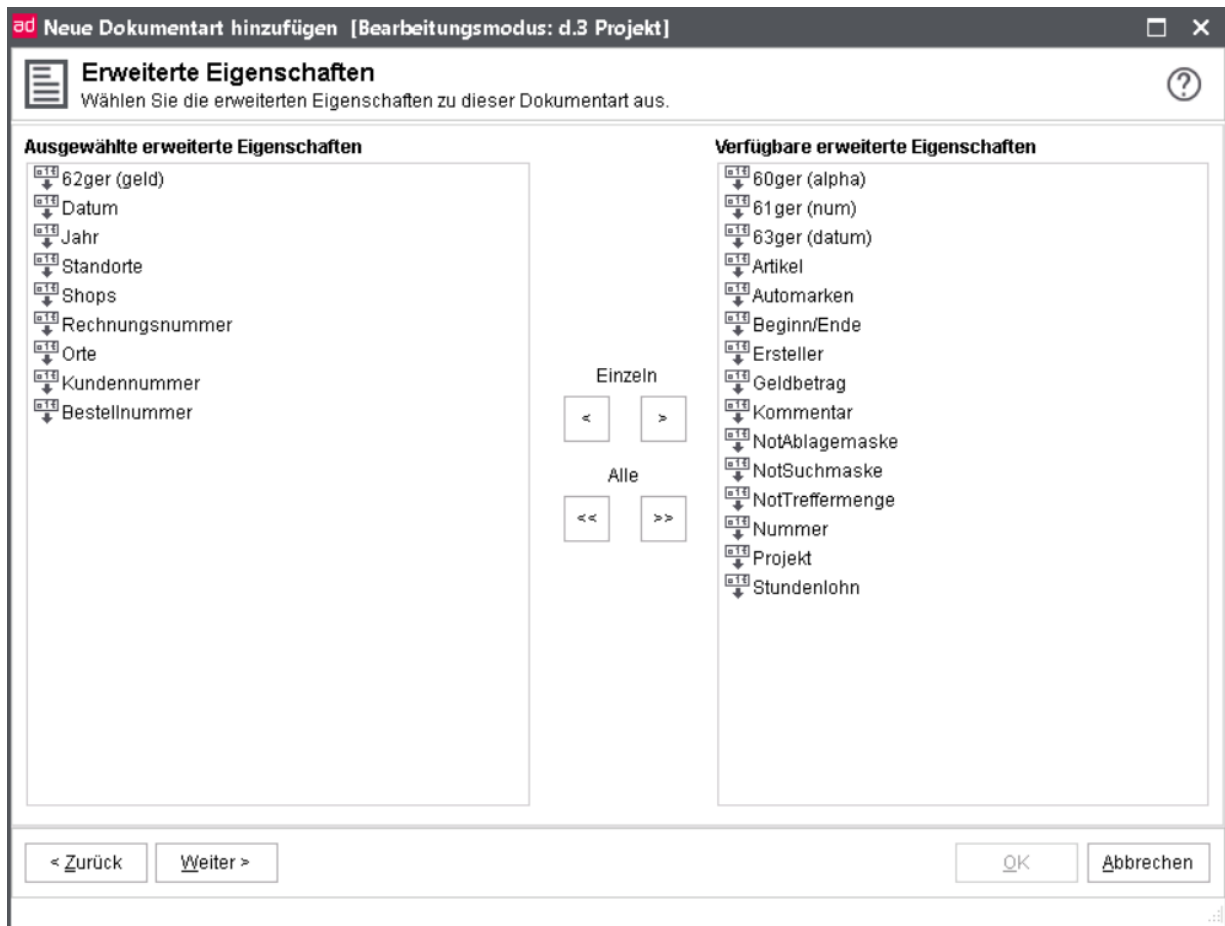 ad Neue Dokumentart hinzufügen [Bearbeitungsmodus: d.3 Projekt]
Erweiterte Eigenschaften
Wählen Sie die erweiterten Eigenschaften zu dieser Dokumentart aus.
Ausgewählte erweiterte Eigenschaften
62ger (geld)
Datum
Jahr
Standorte
Shops
Rechnungsnummer
Orte
Kundennummer
Bestellnummer
Einzeln
< >
Alle
<< >>
Verfügbare erweiterte Eigenschaften
60ger (alpha)
61ger (num)
63ger (datum)
Artikel
Automarken
Beginn/Ende
Ersteller
Geldbetrag
Kommentar
NotAblagemaske
NotSuchmaske
NotTreffermenge
Nummer
Projekt
Stundenlohn
< Zurück Weiter > OK Abbrechen